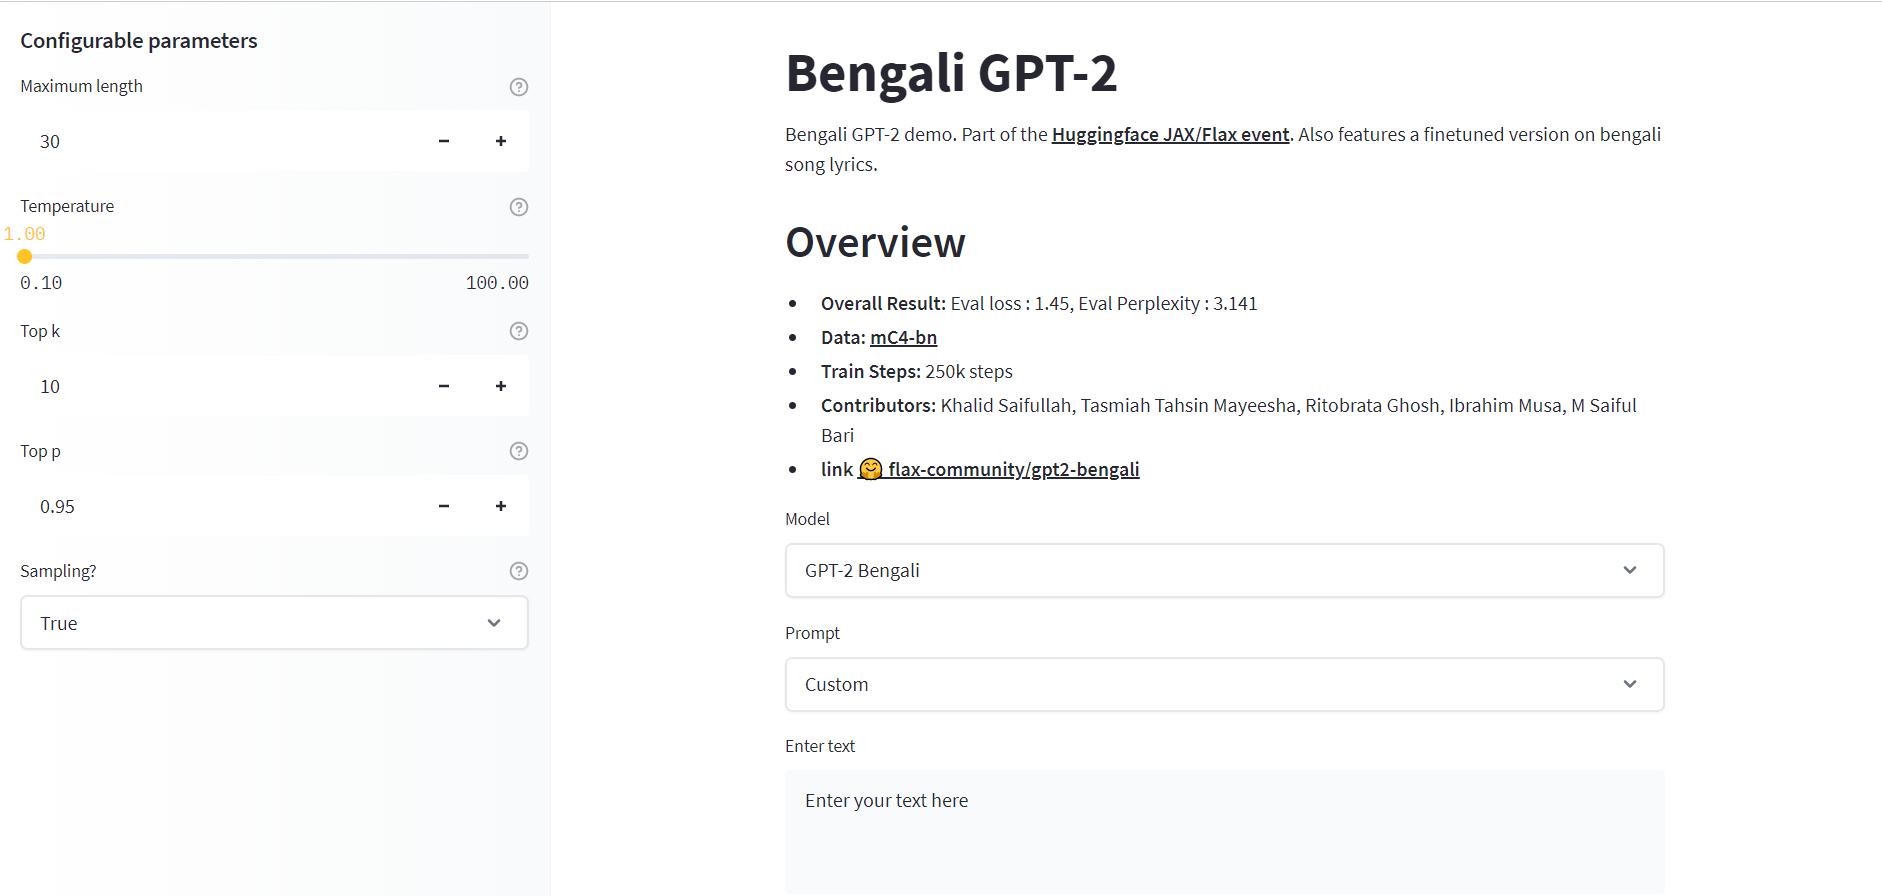 Configurable parameters
Maximum length
30
Temperature
1.00
0.10 100.00
Top k
10
Top p
0.95
Sampling?
True
Bengali GPT-2
Bengali GPT-2 demo. Part of the Huggingface JAX/Flax event. Also features a finetuned version on bengali
song lyrics.
Overview
Overall Result: Eval loss : 1.45, Eval Perplexity : 3.141
Data: mC4-bn
Train Steps: 250k steps
Contributors: Khalid Saifullah, Tasmiah Tahsin Mayeesha, Ritobrata Ghosh, Ibrahim Musa, M Saiful
Bari
link 🤗 flax-community/gpt2-bengali
Model
GPT-2 Bengali
Prompt
Custom
Enter text
Enter your text here